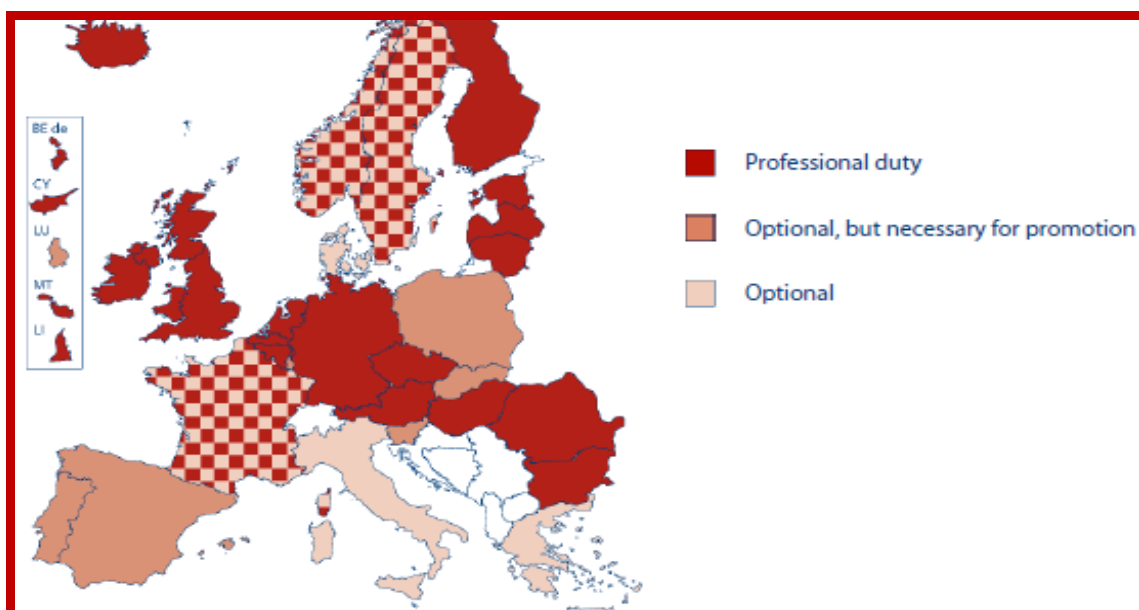 BE de
CY
LU
MT
LI
Professional duty
Optional, but necessary for promotion
Optional